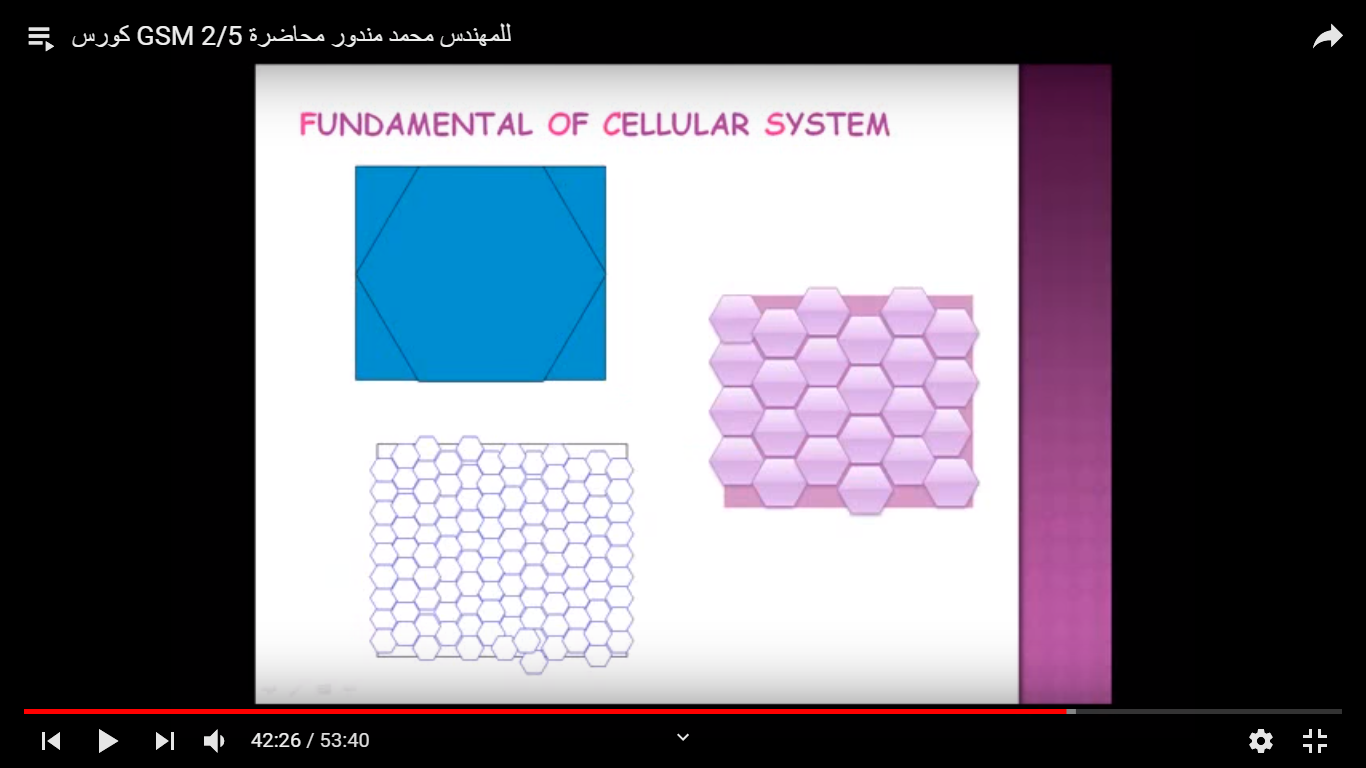 كورس GSM 2/5 للمهندس محمد مندور محاضرة
FUNDAMENTAL OF CELLULAR SYSTEM
42:26 / 53:40